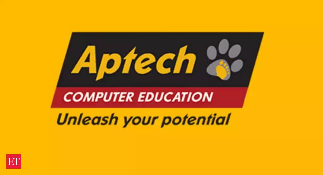 Aptech
COMPUTER EDUCATION
Unleash your potential
ET